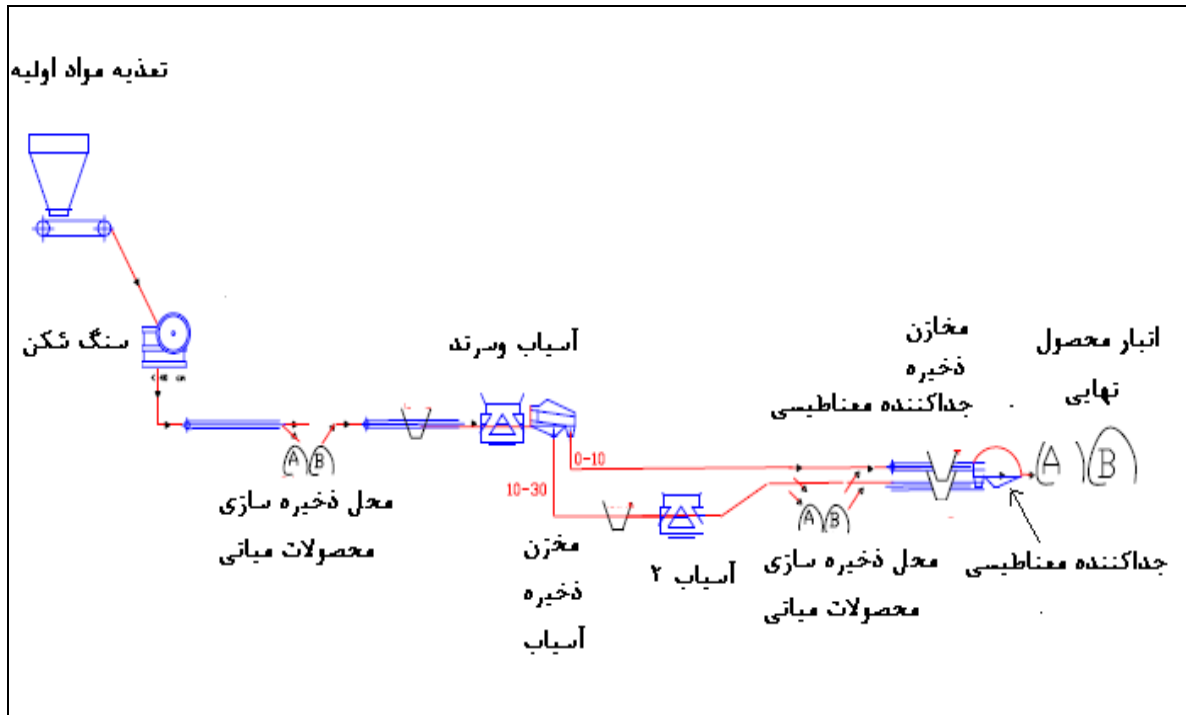 تغذیه مواد اولیه
سنگ شکن
آسیاب وسرند
مخازن
ذخیره
جداکننده مغناطیسی
انبار محصول
نهایی
A B
A B
0-10
10-30
A B
محل ذخیره سازی
محصولات میانی
مخزن
ذخیره
آسیاب
آسیاب ۲
محل ذخیره سازی
محصولات میانی
جداکننده مغناطیسی